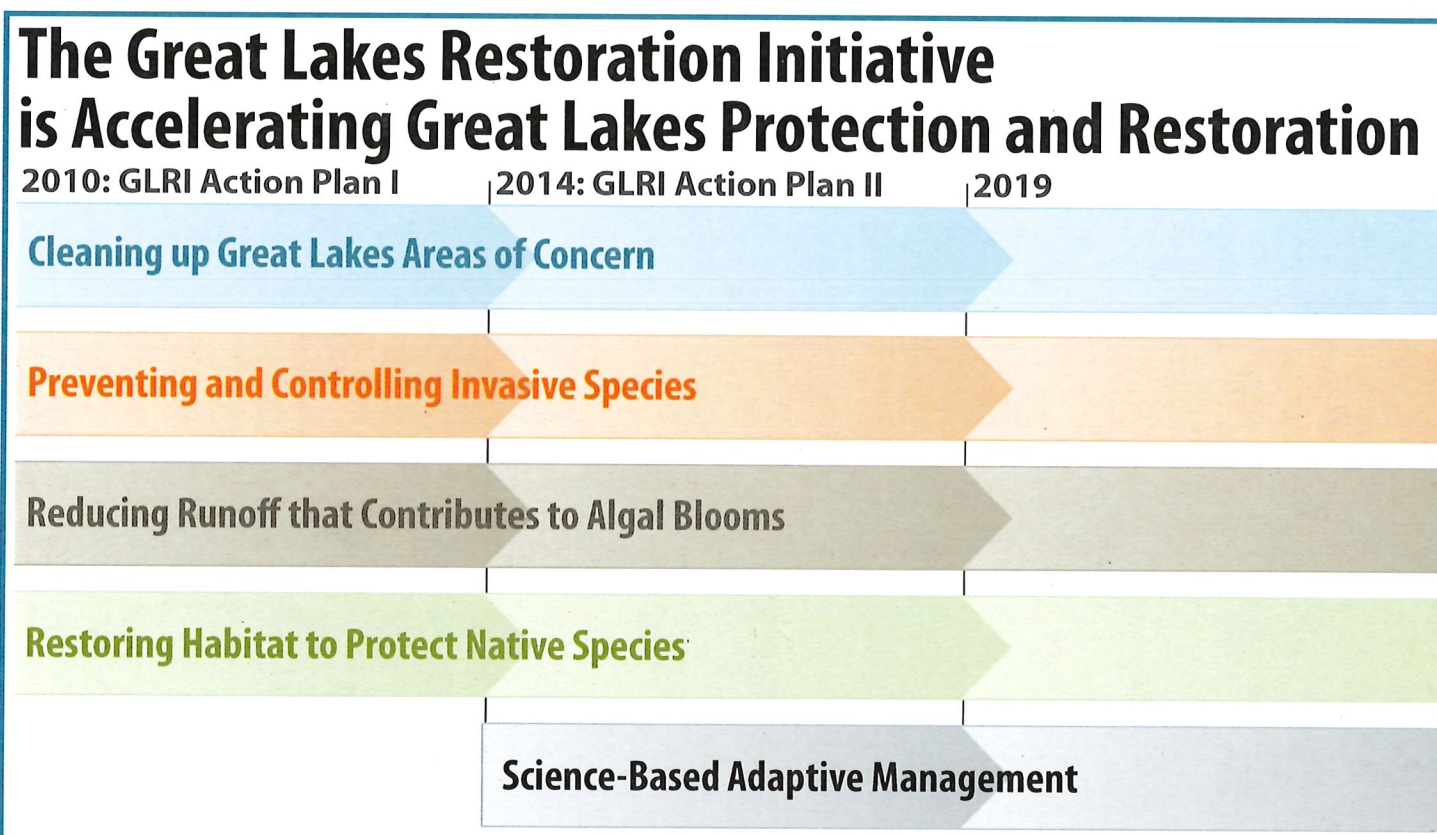 The Great Lakes Restoration Initiative
is Accelerating Great Lakes Protection and Restoration
2010: GLRI Action Plan I
2014: GLRI Action Plan II
2019
Cleaning up Great Lakes Areas of Concern
Preventing and Controlling Invasive Species
Reducing Runoff that Contributes to Algal Blooms
Restoring Habitat to Protect Native Species
Science-Based Adaptive Management